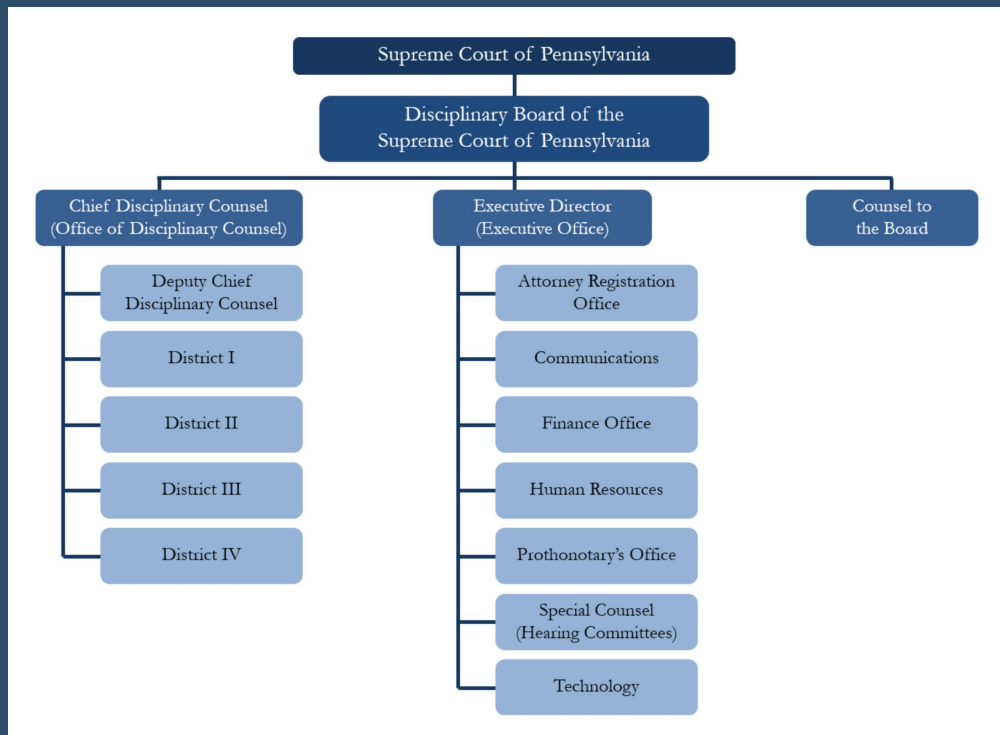 Supreme Court of Pennsylvania
Disciplinary Board of the
Supreme Court of Pennsylvania
Chief Disciplinary Counsel
(Office of Disciplinary Counsel)
Deputy Chief
Disciplinary Counsel
District I
District II
District III
District IV
Executive Director
(Executive Office)
Attorney Registration
Office
Communications
Finance Office
Human Resources
Prothonotary’s Office
Special Counsel
(Hearing Committees)
Technology
Counsel to
the Board